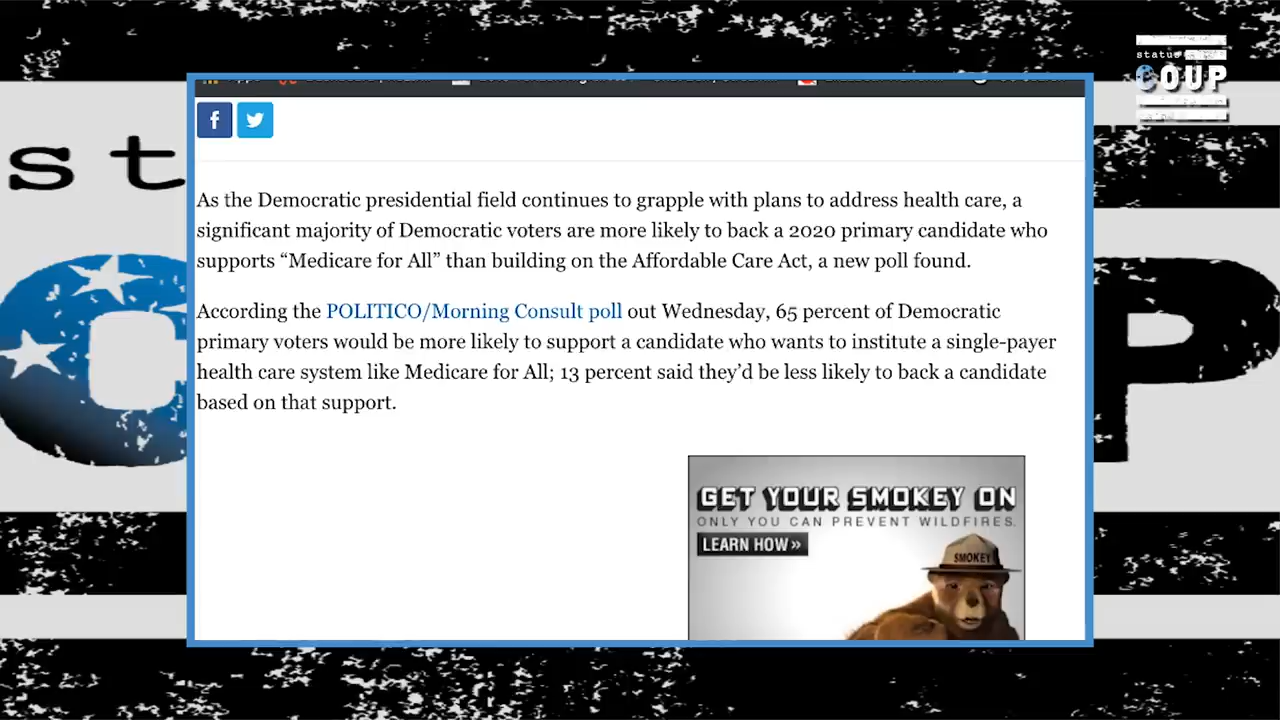 status
COUP
st
P
As the Democratic presidential field continues to grapple with plans to address health care, a
significant majority of Democratic voters are more likely to back a 2020 primary candidate who
supports “Medicare for All” than building on the Affordable Care Act, a new poll found.
According the POLITICO/Morning Consult poll out Wednesday, 65 percent of Democratic
primary voters would be more likely to support a candidate who wants to institute a single-payer
health care system like Medicare for All; 13 percent said they’d be less likely to back a candidate
based on that support.
GET YOUR SMOKEY ON
ONLY YOU CAN PREVENT WILDFIRES.
LEARN HOW »
SMOKEY